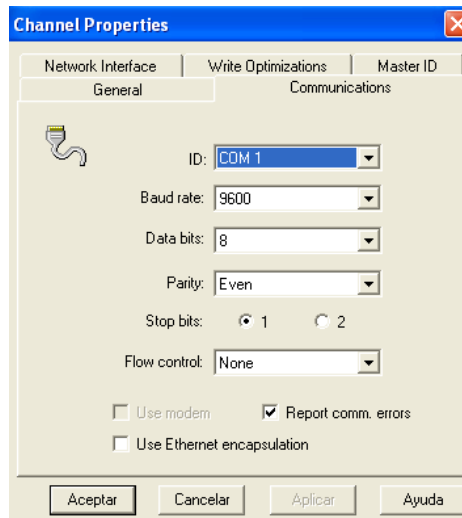 Channel Properties
Network Interface Write Optimizations Master ID
General Communications
ID: COM 1
Baud rate: 9600
Data bits: 8
Parity: Even
Stop bits: 1 2
Flow control: None
Use modem Report comm. errors
Use Ethernet encapsulation
Aceptar Cancelar Aplicar Ayuda